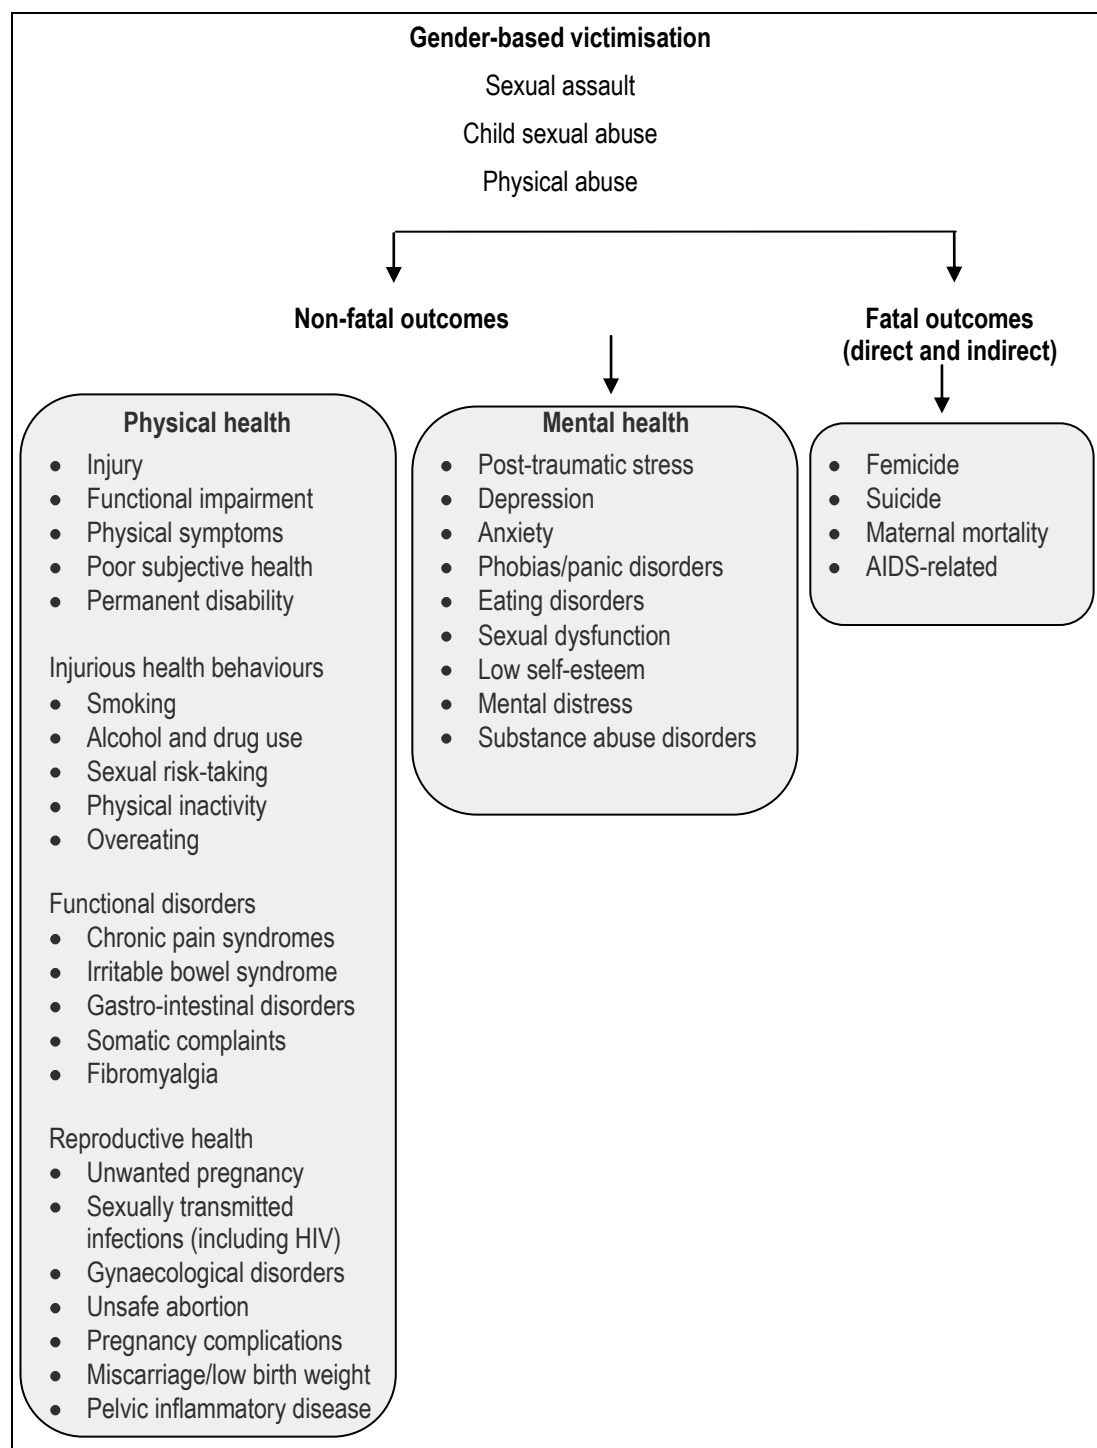 Gender-based victimisation
Sexual assault
Child sexual abuse
Physical abuse
Non-fatal outcomes
Fatal outcomes
(direct and indirect)
Physical health
• Injury
• Functional impairment
• Physical symptoms
• Poor subjective health
• Permanent disability
Injurious health behaviours
• Smoking
• Alcohol and drug use
• Sexual risk-taking
• Physical inactivity
• Overeating
Functional disorders
• Chronic pain syndromes
• Irritable bowel syndrome
• Gastro-intestinal disorders
• Somatic complaints
• Fibromyalgia
Reproductive health
• Unwanted pregnancy
• Sexually transmitted
infections (including HIV)
• Gynaecological disorders
• Unsafe abortion
• Pregnancy complications
• Miscarriage/low birth weight
• Pelvic inflammatory disease
Mental health
• Post-traumatic stress
• Depression
• Anxiety
• Phobias/panic disorders
• Eating disorders
• Sexual dysfunction
• Low self-esteem
• Mental distress
• Substance abuse disorders
• Femicide
• Suicide
• Maternal mortality
• AIDS-related